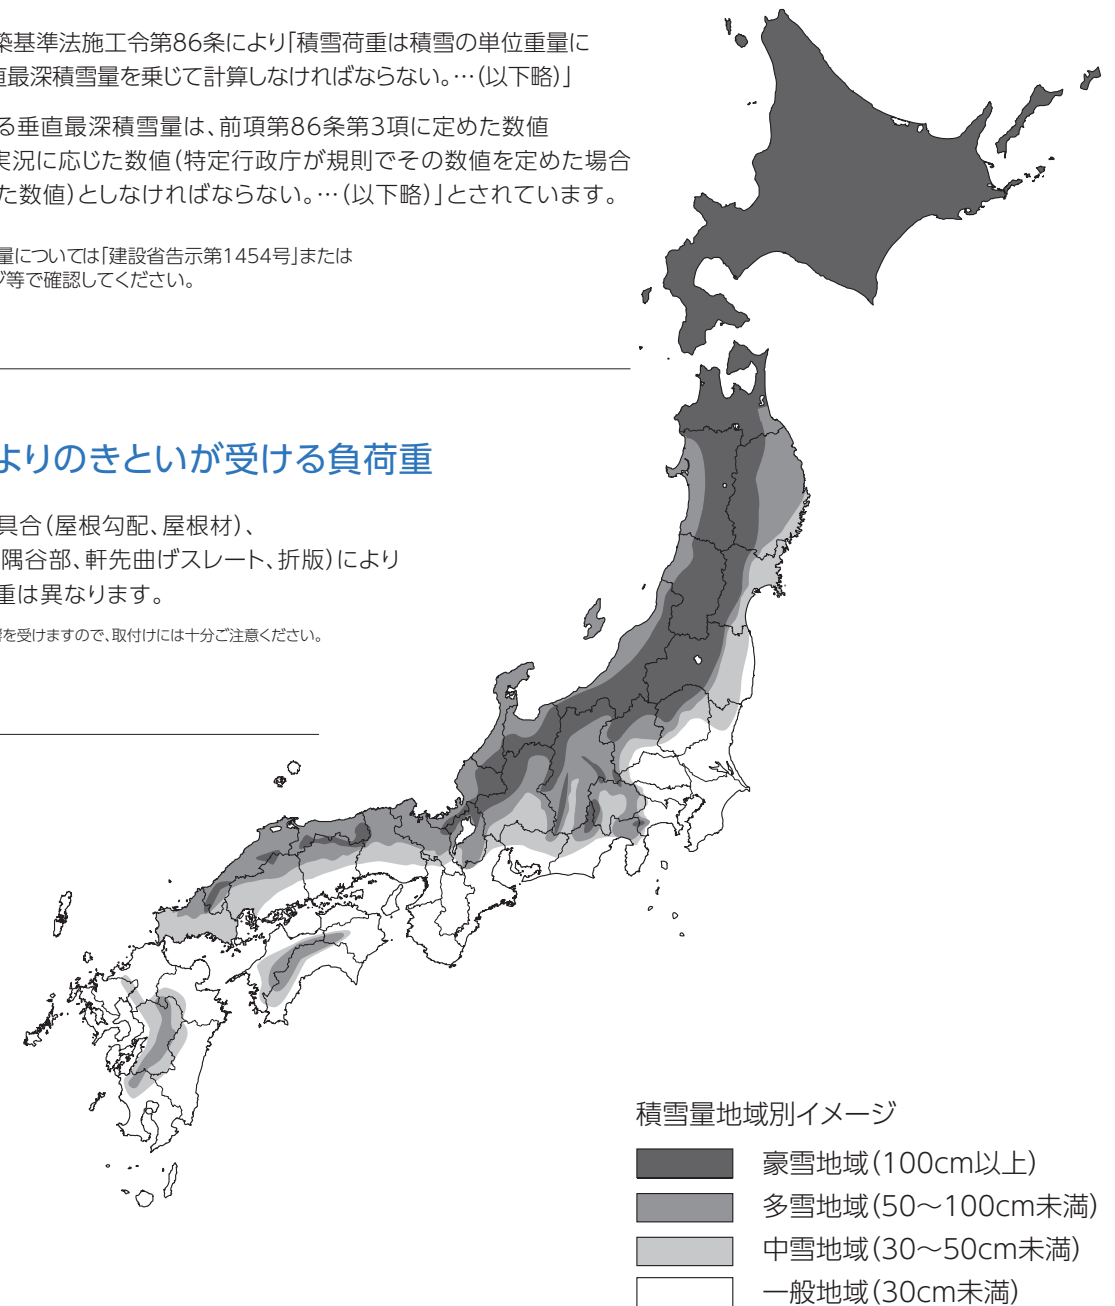 築基準法施工令第86条により「積雪荷重は積雪の単位重量に
直最深積雪量を乗じて計算しなければならない。…(以下略)」
る垂直最深積雪量は、前項第86条第3項に定めた数値
実況に応じた数値(特定行政庁が規則でその数値を定めた場合
た数値)としなければならない。…(以下略)」とされています。
量については「建設省告示第1454号」または
ジ等で確認してください。
よりのきといが受ける負荷重
具合(屋根勾配、屋根材)、
隅谷部、軒先曲げスレート、折版)により
重は異なります。
響を受けますので、取付けには十分ご注意ください。
積雪量地域別イメージ
豪雪地域(100cm以上)
多雪地域(50〜100cm未満)
中雪地域(30〜50cm未満)
一般地域(30cm未満)